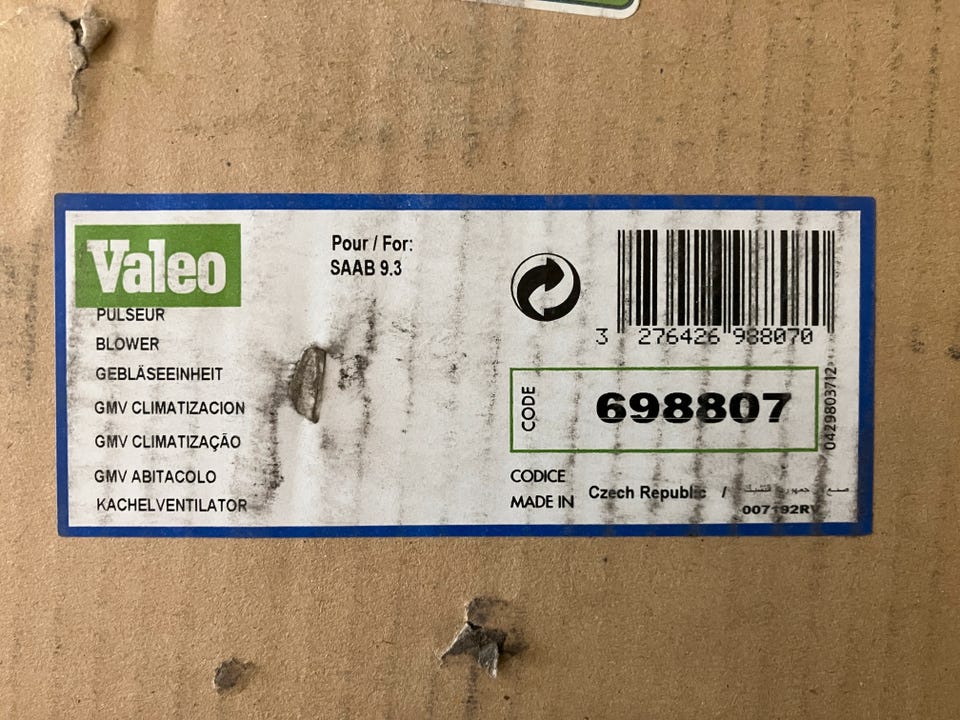 Valeo
PULSEUR
BLOWER
GEBLÄSEEINHEIT
GMV CLIMATIZACION
GMV CLIMATIZAÇÃO
GMV ABITACOLO
KACHELVENTILATOR
Pour / For:
SAAB 9.3
3 276426 988070
CODE
698807
0429803712
CODICE
MADE IN Czech Republic /
007192RV